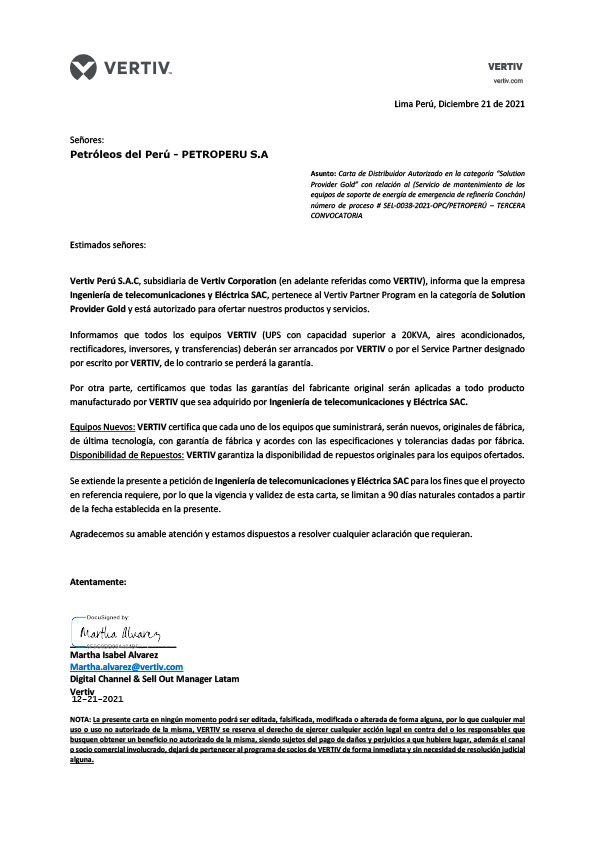 VERTIV™
VERTIV
vertiv.com
Lima Perú, Diciembre 21 de 2021
Señores:
Petróleos del Perú - PETROPERU S.A
Asunto: Carta de Distribuidor Autorizado en la categoría "Solution
Provider Gold" con relación al (Servicio de mantenimiento de los
equipos de soporte de energía de emergencia de refinería Conchán)
número de proceso # SEL-0038-2021-OPC/PETROPERÚ – TERCERA
CONVOCATORIA
Estimados señores:
Vertiv Perú S.A.C, subsidiaria de Vertiv Corporation (en adelante referidas como VERTIV), informa que la empresa
Ingeniería de telecomunicaciones y Eléctrica SAC, pertenece al Vertiv Partner Program en la categoría de Solution
Provider Gold y está autorizado para ofertar nuestros productos y servicios.
Informamos que todos los equipos VERTIV (UPS con capacidad superior a 20KVA, aires acondicionados,
rectificadores, inversores, y transferencias) deberán ser arrancados por VERTIV o por el Service Partner designado
por escrito por VERTIV, de lo contrario se perderá la garantía.
Por otra parte, certificamos que todas las garantías del fabricante original serán aplicadas a todo producto
manufacturado por VERTIV que sea adquirido por Ingeniería de telecomunicaciones y Eléctrica SAC.
Equipos Nuevos: VERTIV certifica que cada uno de los equipos que suministrará, serán nuevos, originales de fábrica,
de última tecnología, con garantía de fábrica y acordes con las especificaciones y tolerancias dadas por fábrica.
Disponibilidad de Repuestos: VERTIV garantiza la disponibilidad de repuestos originales para los equipos ofertados.
Se extiende la presente a petición de Ingeniería de telecomunicaciones y Eléctrica SAC para los fines que el proyecto
en referencia requiere, por lo que la vigencia y validez de esta carta, se limitan a 90 días naturales contados a partir
de la fecha establecida en la presente.
Agradecemos su amable atención y estamos dispuestos a resolver cualquier aclaración que requieran.
Atentamente:
DocuSigned by:
Martha Alvarez
Martha Isabel Alvarez
Martha.alvarez@vertiv.com
Digital Channel & Sell Out Manager Latam
Vertiv
12-21-2021
NOTA: La presente carta en ningún momento podrá ser editada, falsificada, modificada o alterada de forma alguna, por lo que cualquier mal
uso o uso no autorizado de la misma, VERTIV se reserva el derecho de ejercer cualquier acción legal en contra del o los responsables que
busquen obtener un beneficio no autorizado de la misma, siendo sujetos del pago de daños y perjuicios a que hubiere lugar, además el canal
o socio comercial involucrado, dejará de pertenecer al programa de socios de VERTIV de forma inmediata y sin necesidad de resolución judicial
alguna.